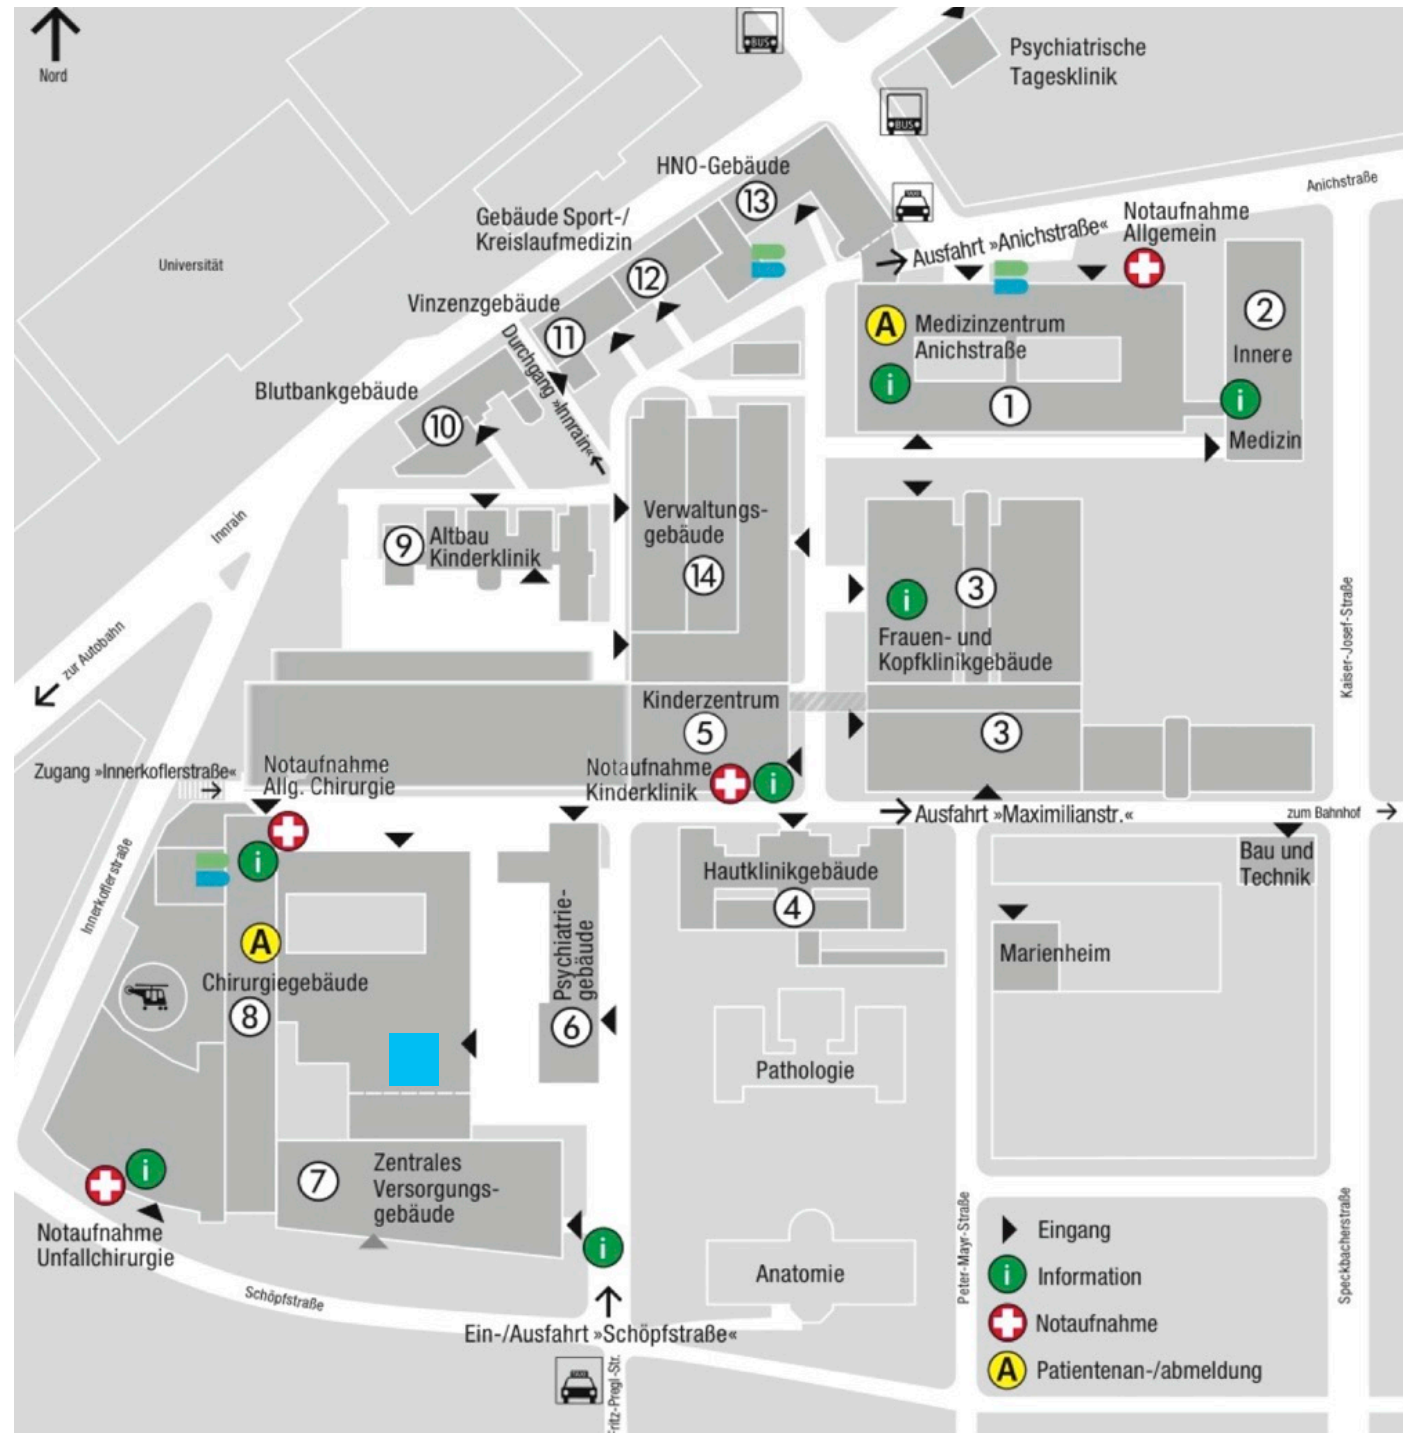 Nord
BUS
BUS
TAXI
Psychiatrische
Tagesklinik
HNO-Gebäude
13
Anichstraße
Notaufnahme
Allgemein
Gebäude Sport-/
Kreislaufmedizin
12
Ausfahrt »Anichstraße«
Universität
Vinzenzgebäude
11
A
Medizinzentrum
Anichstraße
i
1
2
Innere
i
Medizin
Durchgang »Innrain«
Blutbankgebäude
10
Innrain
9
Altbau
Kinderklinik
Verwaltungs-
gebäude
14
i
3
Frauen- und
Kopfklinikgebäude
Kaiser-Josef-Straße
zur Autobahn
Kinderzentrum
5
3
Zugang »Innerkoflerstraße«
Notaufnahme
Allg. Chirurgie
Notaufnahme
Kinderklinik
i
Ausfahrt »Maximilianstr.«
zum Bahnhof
Innerkoflerstraße
i
Bau und
Technik
Hautklinikgebäude
4
A
Chirurgiegebäude
8
Psychiatrie-
gebäude
6
Marienheim
Pathologie
i
7
Zentrales
Versorgungs-
gebäude
Notaufnahme
Unfallchirurgie
i
Schöpfstraße
Anatomie
Peter-Mayr-Straße
Speckbacherstraße
Ein-/Ausfahrt »Schöpfstraße«
TAXI
Fritz-Pregl-Str.
Eingang
i
Information
Notaufnahme
A
Patientenan-/abmeldung